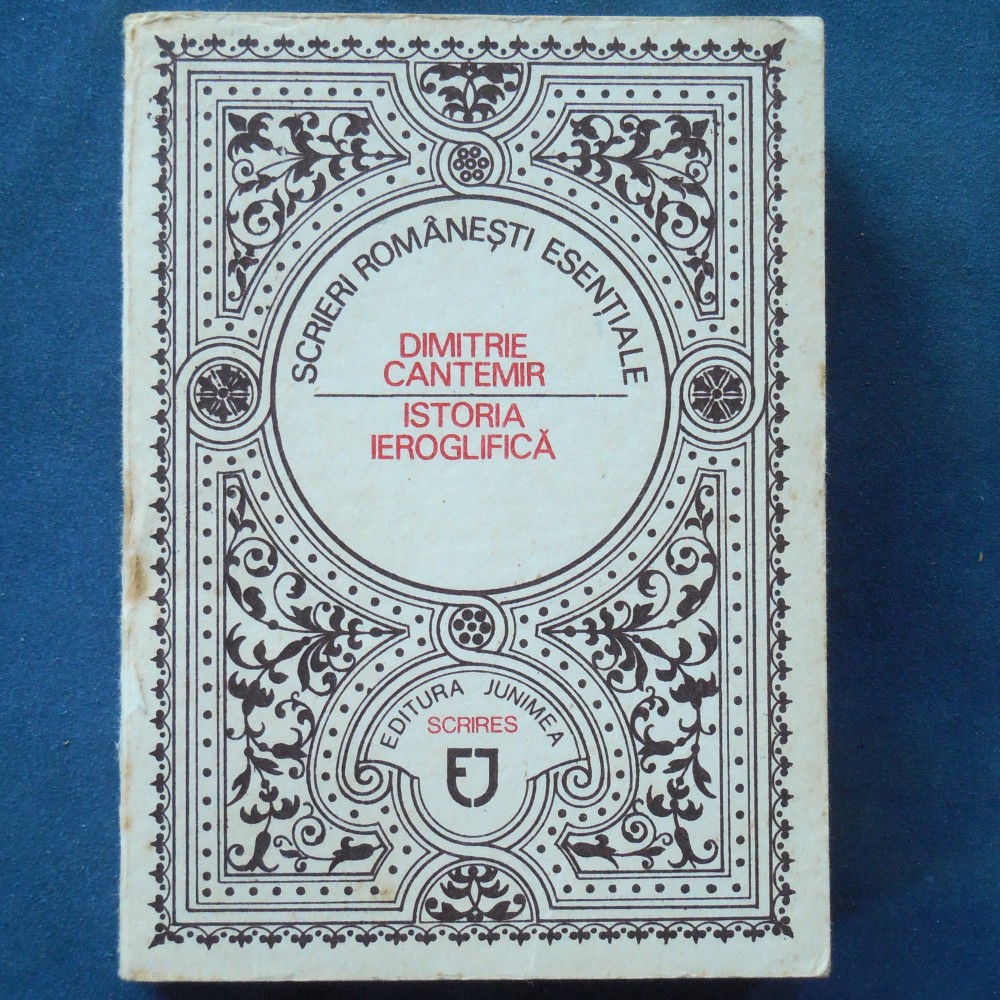 SCRIERI ROMÂNEȘTI ESENȚIALE
DIMITRIE
CANTEMIR
ISTORIA
IEROGLIFICĂ
EDITURA JUNIMEA
SCRIRES
EJ